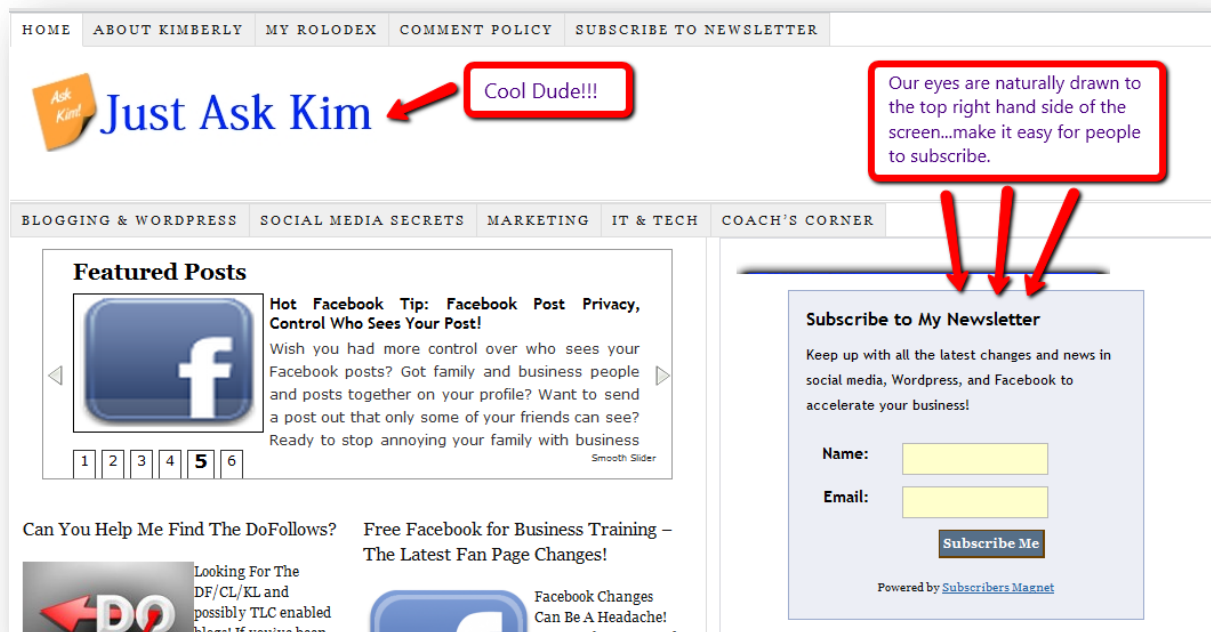 HOME ABOUT KIMBERLY MY ROLODEX COMMENT POLICY SUBSCRIBE TO NEWSLETTER
Ask
Kim!
Just Ask Kim
Cool Dude!!!
Our eyes are naturally drawn to
the top right hand side of the
screen...make it easy for people
to subscribe.
BLOGGING & WORDPRESS SOCIAL MEDIA SECRETS MARKETING IT & TECH COACH'S CORNER
Featured Posts
Hot Facebook Tip: Facebook Post Privacy,
Control Who Sees Your Post!
Wish you had more control over who sees your
Facebook posts? Got family and business people
and posts together on your profile? Want to send
a post out that only some of your friends can see?
Ready to stop annoying your family with business
Smooth Slider
1 2 3 4 5 6
Subscribe to My Newsletter
Keep up with all the latest changes and news in
social media, Wordpress, and Facebook to
accelerate your business!
Name:
Email:
Subscribe Me
Powered by Subscribers Magnet
Can You Help Me Find The DoFollows?
DO
Looking For The
DF/CL/KL and
possibly TLC enabled
blogs! If you've been
Free Facebook for Business Training –
The Latest Fan Page Changes!
Facebook Changes
Can Be A Headache!